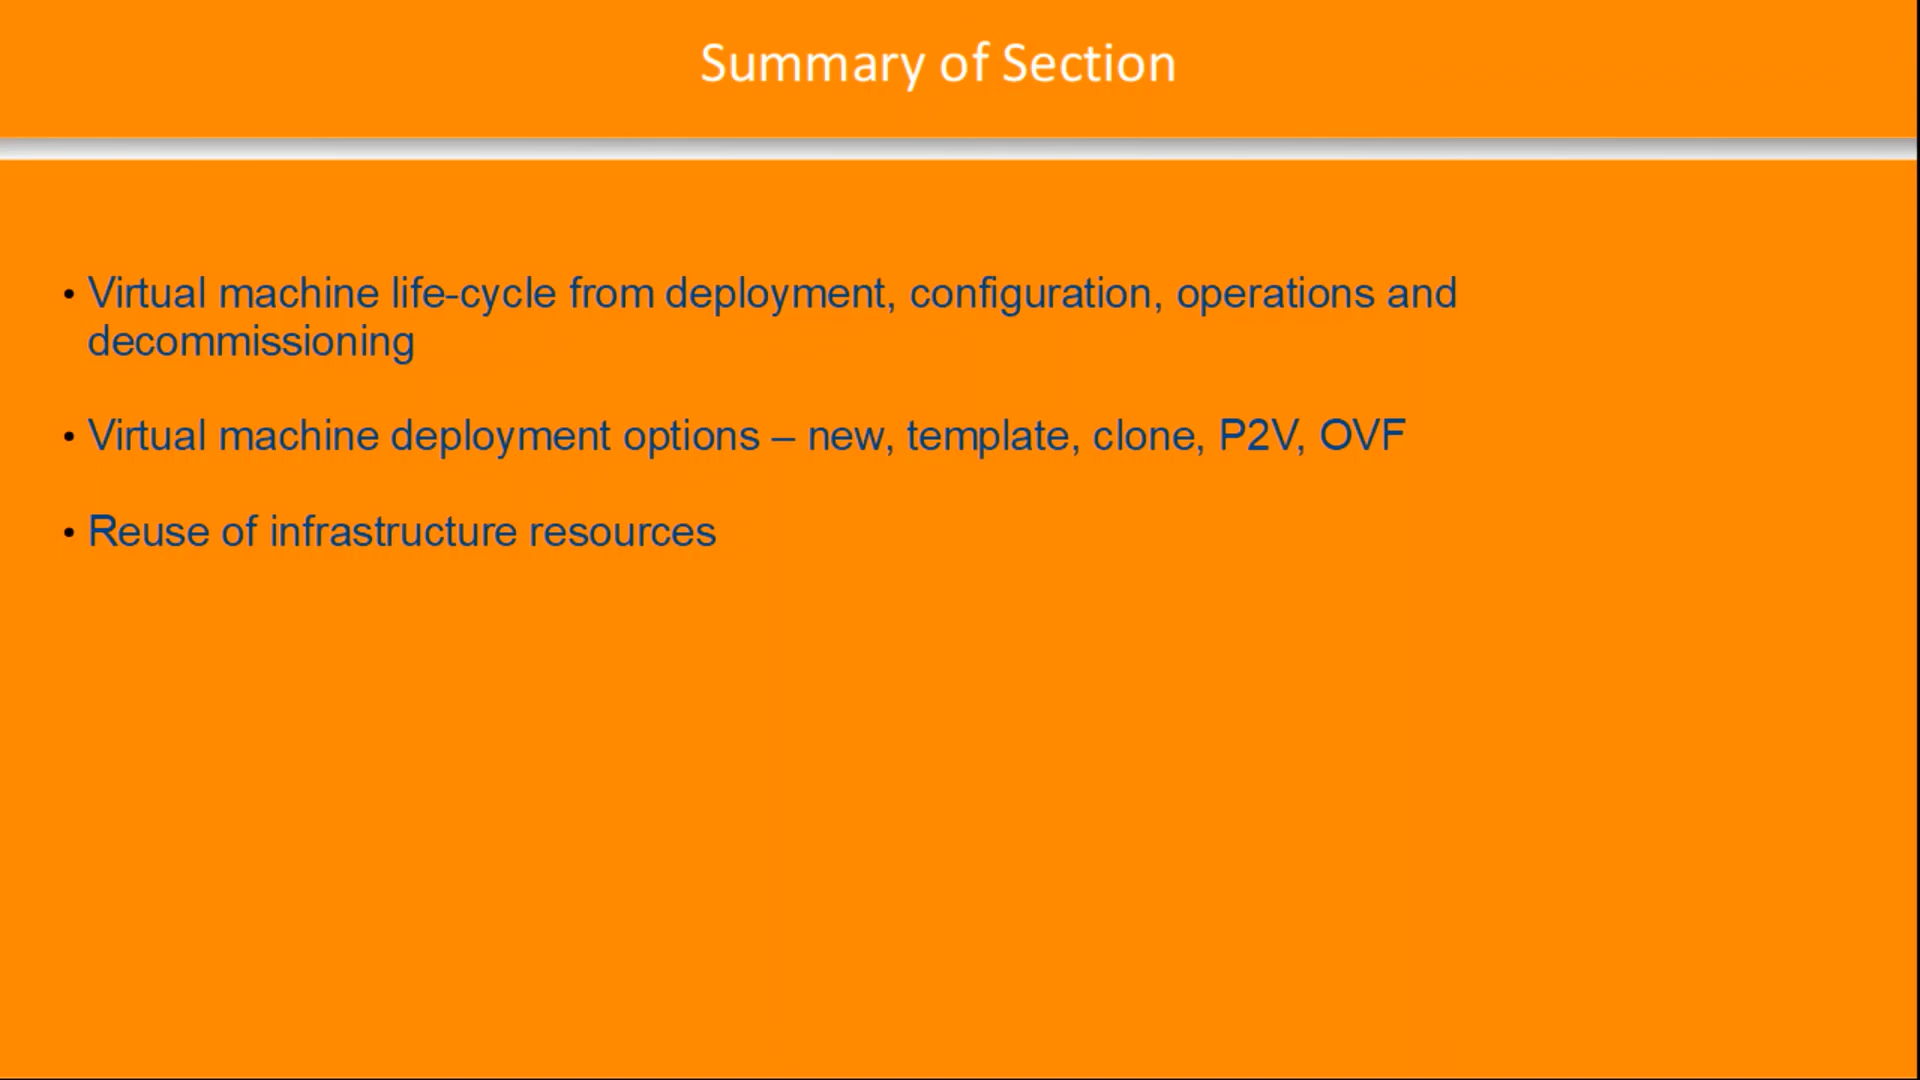 Summary of Section
• Virtual machine life-cycle from deployment, configuration, operations and
decommissioning
• Virtual machine deployment options – new, template, clone, P2V, OVF
• Reuse of infrastructure resources